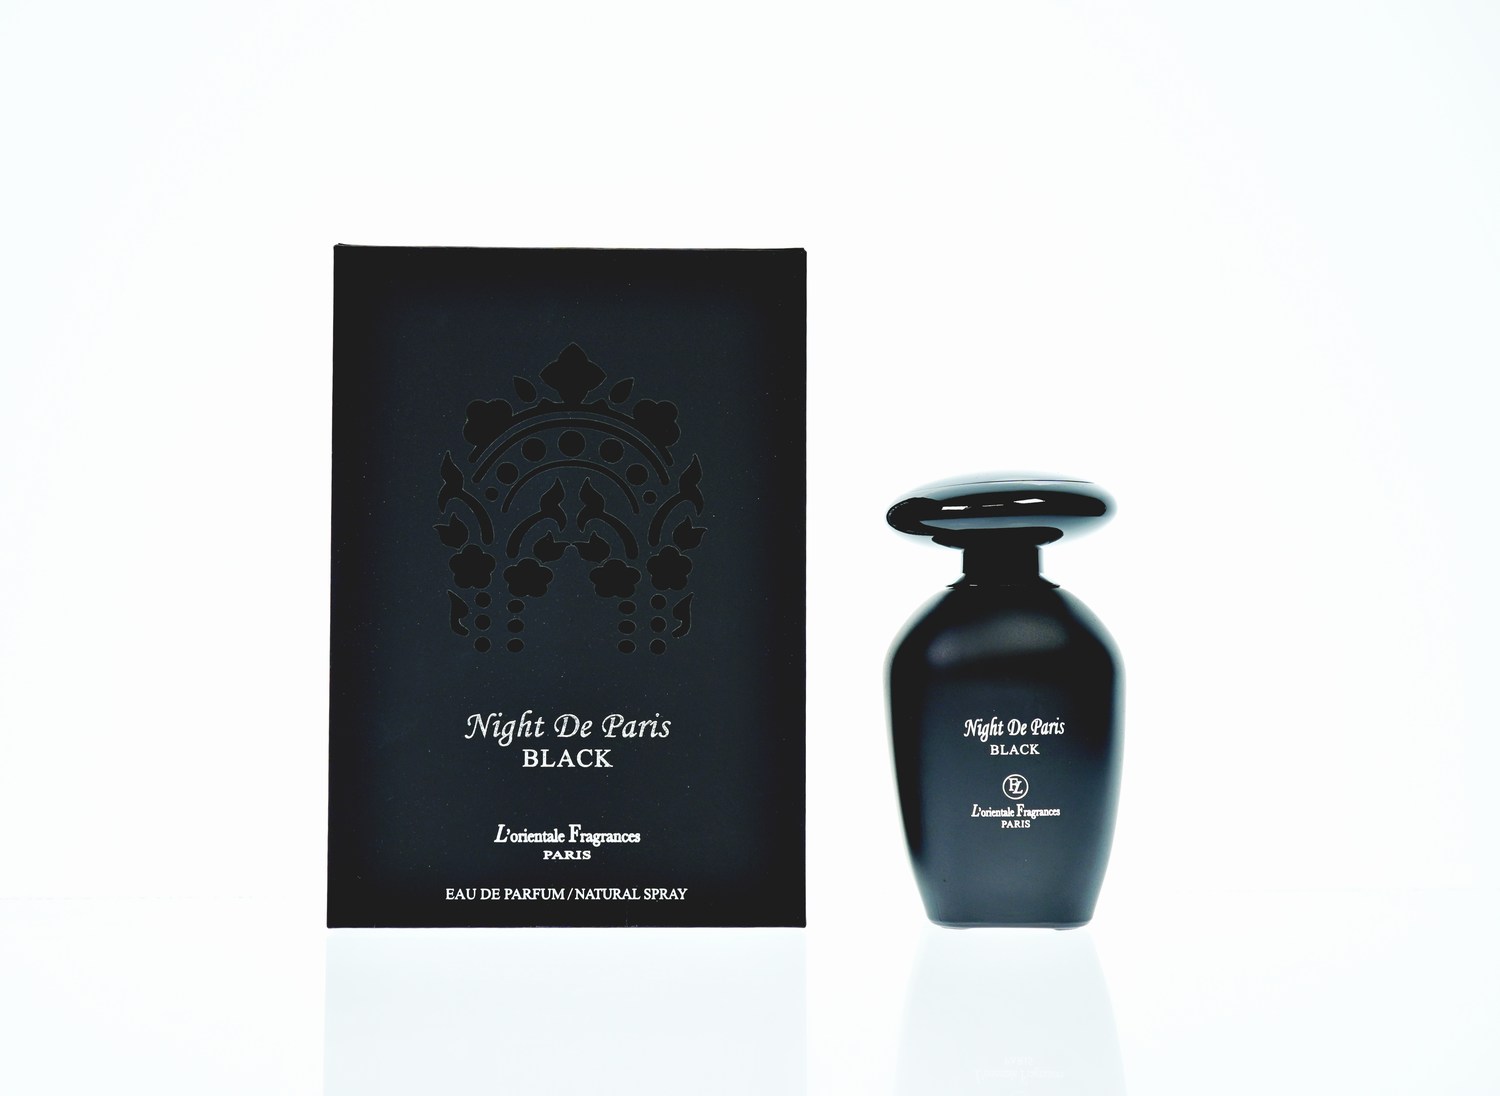 Night De Paris
BLACK
L'orientale Fragrances
PARIS
EAU DE PARFUM / NATURAL SPRAY
Night De Paris
BLACK
L'orientale Fragrances
PARIS